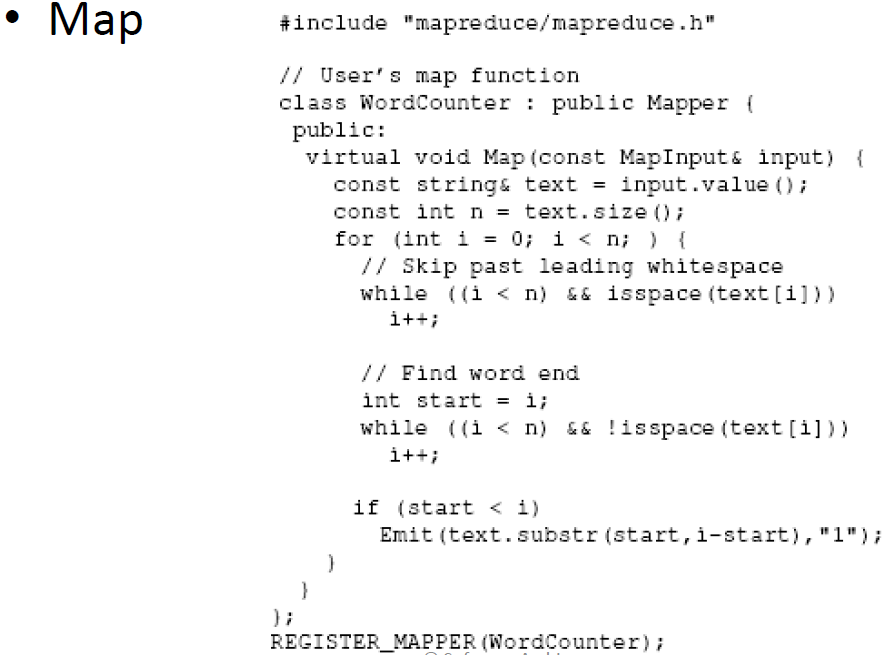 • Map
#include "mapreduce/mapreduce.h"
// User's map function
class WordCounter : public Mapper {
public:
virtual void Map(const MapInput& input) {
const string& text = input.value();
const int n = text.size();
for (int i = 0; i < n; ) {
// Skip past leading whitespace
while ((i < n) && isspace(text[i]))
i++;
// Find word end
int start = i;
while ((i < n) && !isspace(text[i]))
i++;
if (start < i)
Emit(text.substr(start,i-start),"1");
}
}
};
REGISTER_MAPPER(WordCounter);